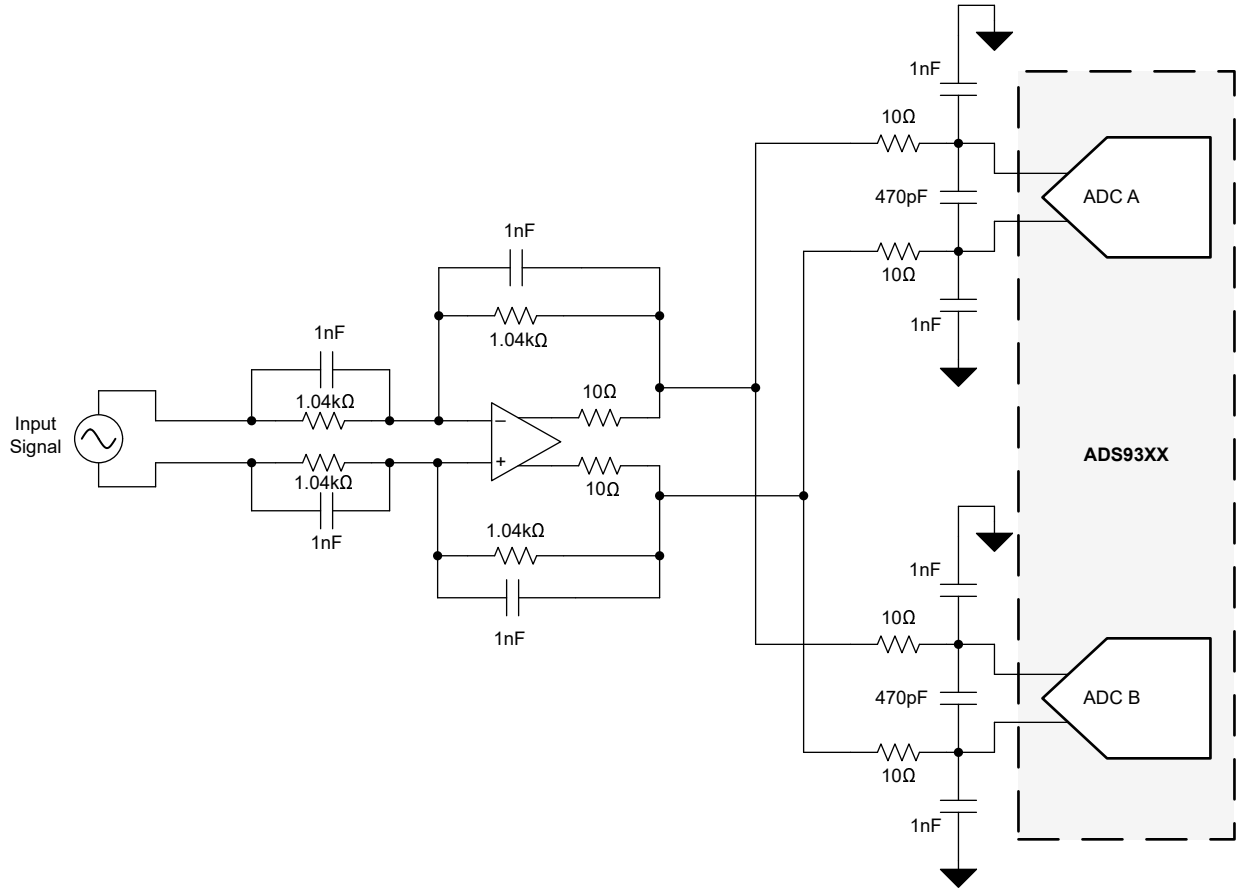 1nF
10Ω
470pF
ADC A
10Ω
1nF
1nF
1.04kΩ
1nF
1.04kΩ
10Ω
Input
Signal
1.04kΩ
10Ω
1nF
1.04kΩ
1nF
ADS93XX
1nF
10Ω
470pF
ADC B
10Ω
1nF